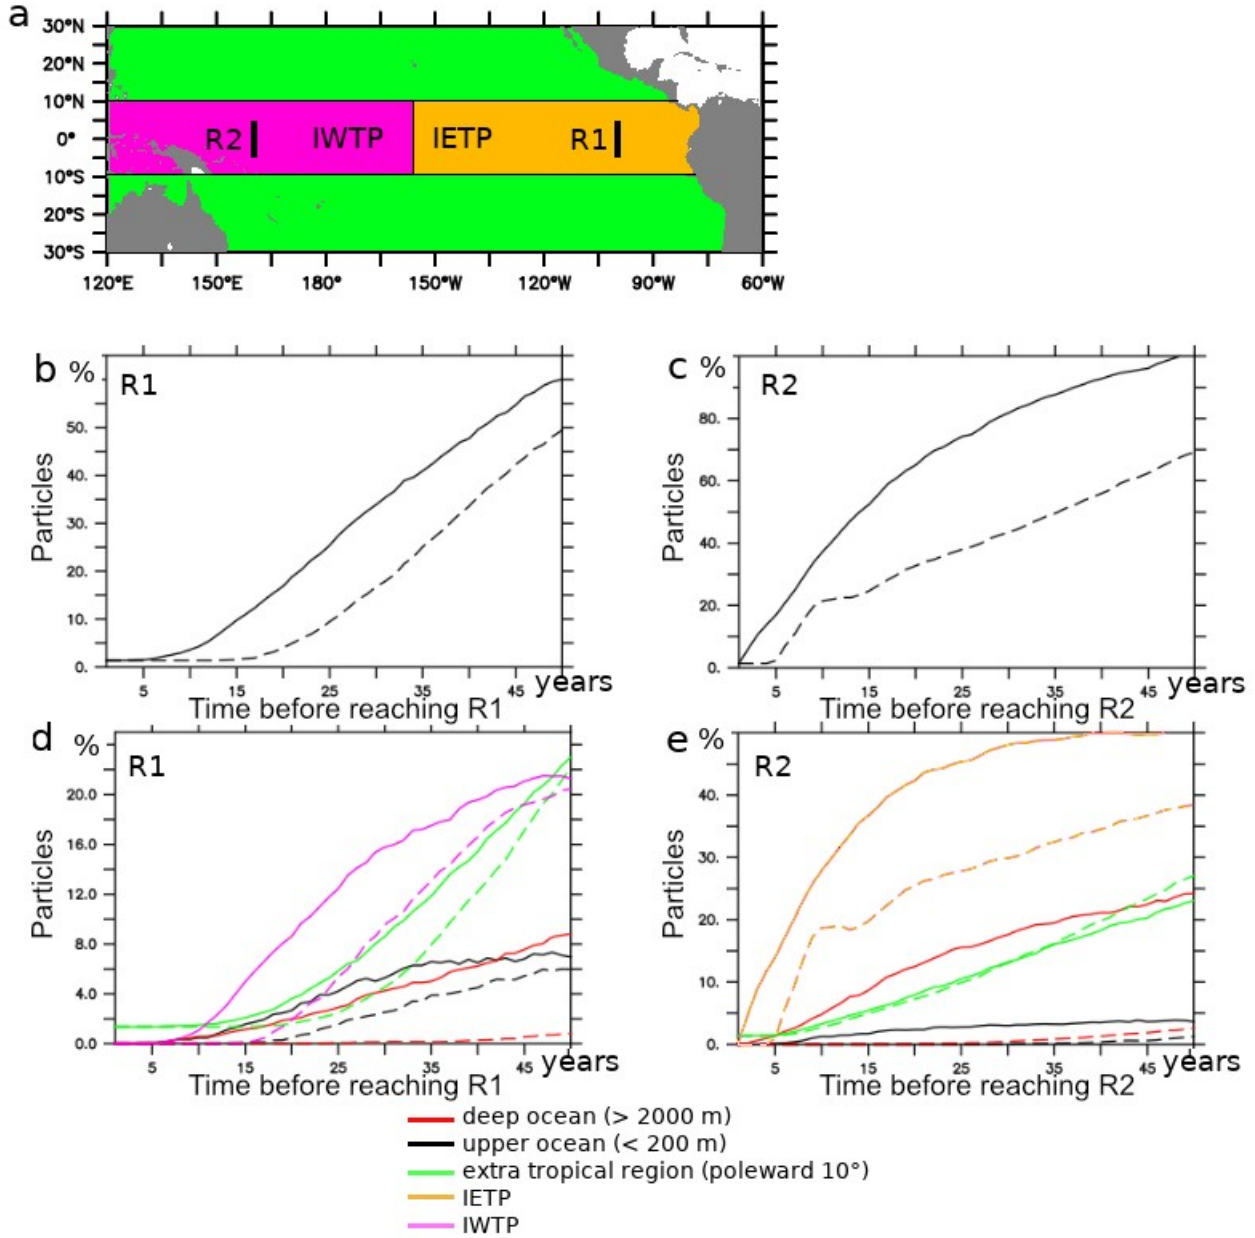 a
30°N
20°N
10°N
0°
10°S
20°S
30°S
R2 IWTP IETP R1
120°E 150°E 180° 150°W 120°W 90°W 60°W
b % R1
50.
40.
30.
20.
10.
0.
Particles
5 15 25 35 45 years
Time before reaching R1
c % R2
80.
60.
40.
20.
0.
Particles
5 15 25 35 45 years
Time before reaching R2
d % R1
20.0
16.0
12.0
8.0
4.0
0.0
Particles
5 15 25 35 45 years
Time before reaching R1
e % R2
40.
30.
20.
10.
0.
Particles
5 15 25 35 45 years
Time before reaching R2
deep ocean (> 2000 m)
upper ocean (< 200 m)
extra tropical region (poleward 10°)
IETP
IWTP